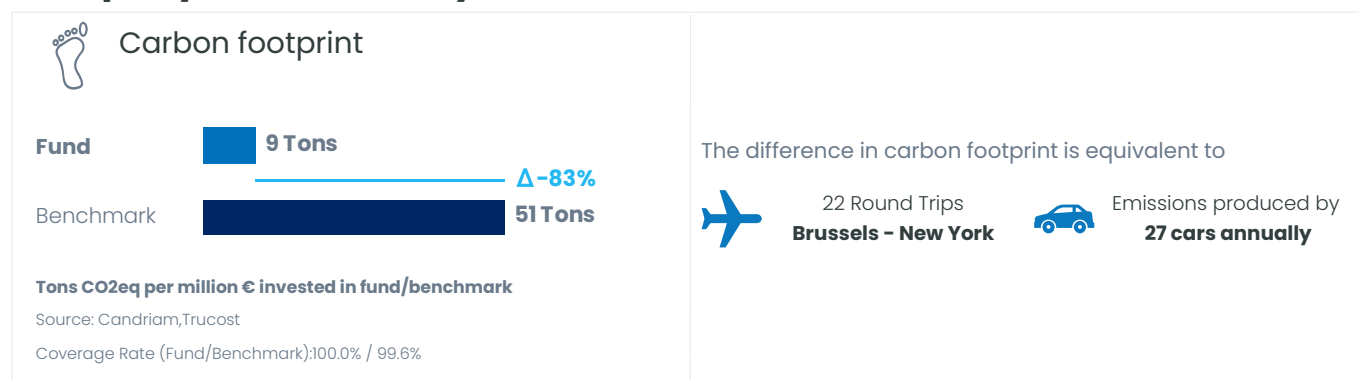 Carbon footprint
Fund
9 Tons
Δ-83%
Benchmark
51 Tons
Tons CO2eq per million € invested in fund/benchmark
Source: Candriam,Trucost
Coverage Rate (Fund/Benchmark):100.0% / 99.6%
The difference in carbon footprint is equivalent to
22 Round Trips
Brussels - New York
Emissions produced by
27 cars annually